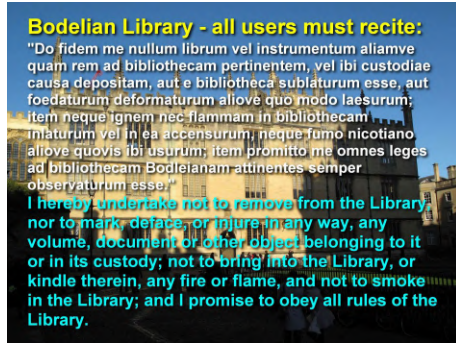 Bodelian Library - all users must recite:
"Do fidem me nullum librum vel instrumentum aliamve
quam rem ad bibliothecam pertinentem, vel ibi custodiae
causa depositam, aut e bibliotheca sublaturum esse, aut
foedaturum deformaturum aliove quo modo laesurum;
item neque ignem nec flammam in bibliothecam
inlaturum vel in ea accensurum, neque fumo nicotiano
aliove quovis ibi usurum; item promitto me omnes leges
ad bibliothecam Bodleianam attinentes semper
observaturum esse."
I hereby undertake not to remove from the Library,
nor to mark, deface, or injure in any way, any
volume, document or other object belonging to it
or in its custody; not to bring into the Library, or
kindle therein, any fire or flame, and not to smoke
in the Library; and I promise to obey all rules of the
Library.